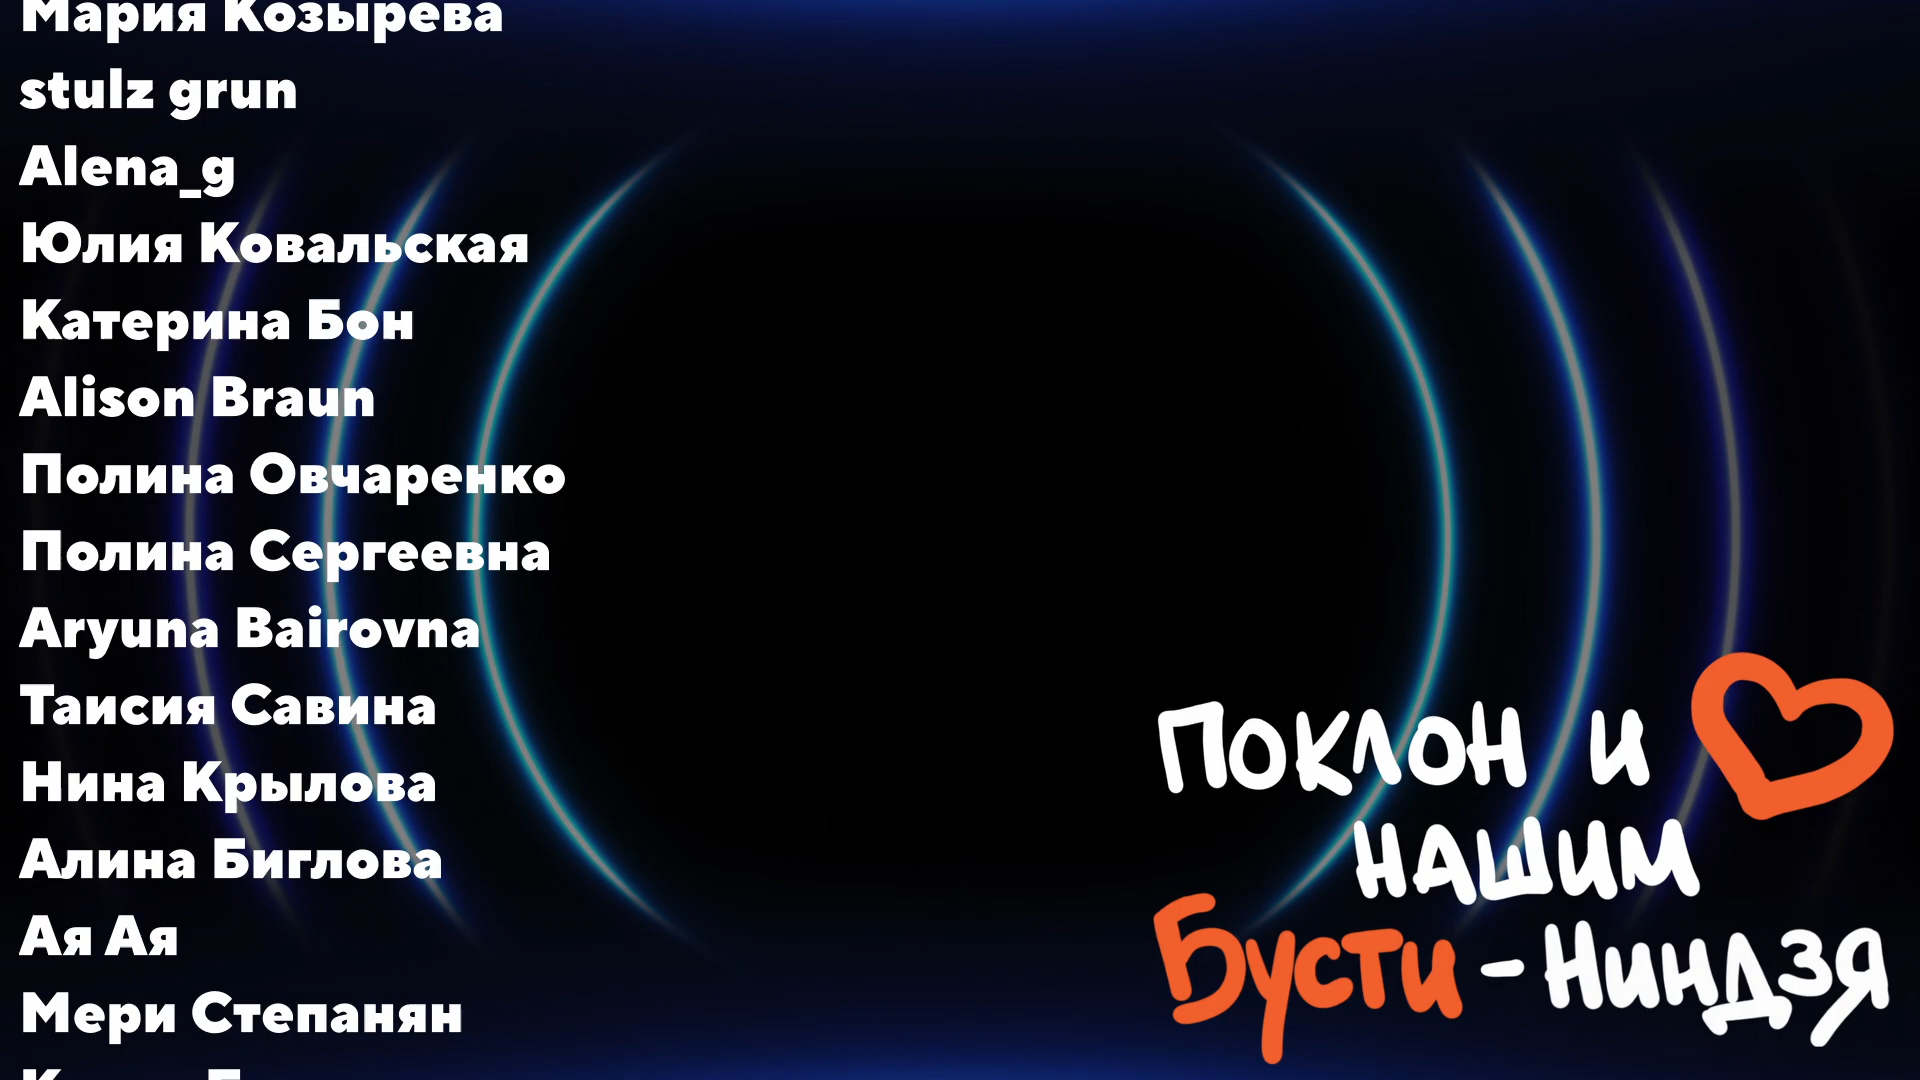 Мария Козырева
stulz grun
Alena_g
Юлия Ковальская
Катерина Бон
Alison Braun
Полина Овчаренко
Полина Сергеевна
Aryuna Bairovna
Таисия Савина
Нина Крылова
Алина Биглова
Ая Ая
Мери Степанян
Поклон и
нашим
Бусти-Ниндзя